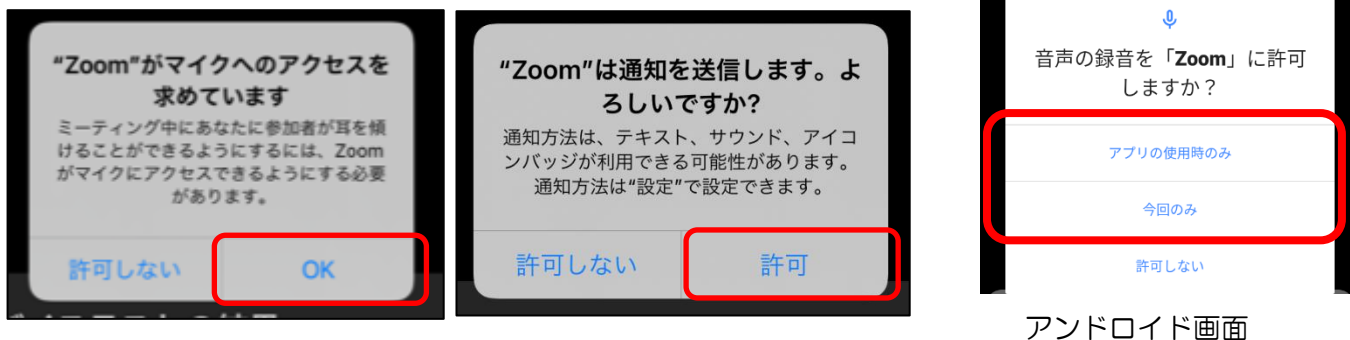 “Zoom”がマイクへのアクセスを
求めています
ミーティング中にあなたに参加者が耳を傾
けることができるようにするには、Zoom
がマイクにアクセスできるようにする必要
があります。
許可しない
OK
“Zoom”は通知を送信します。よ
ろしいですか?
通知方法は、テキスト、サウンド、アイコ
ンバッジが利用できる可能性があります。
通知方法は“設定”で設定できます。
許可しない
許可
音声の録音を「Zoom」に許可
しますか？
アプリの使用時のみ
今回のみ
許可しない
アンドロイド画面